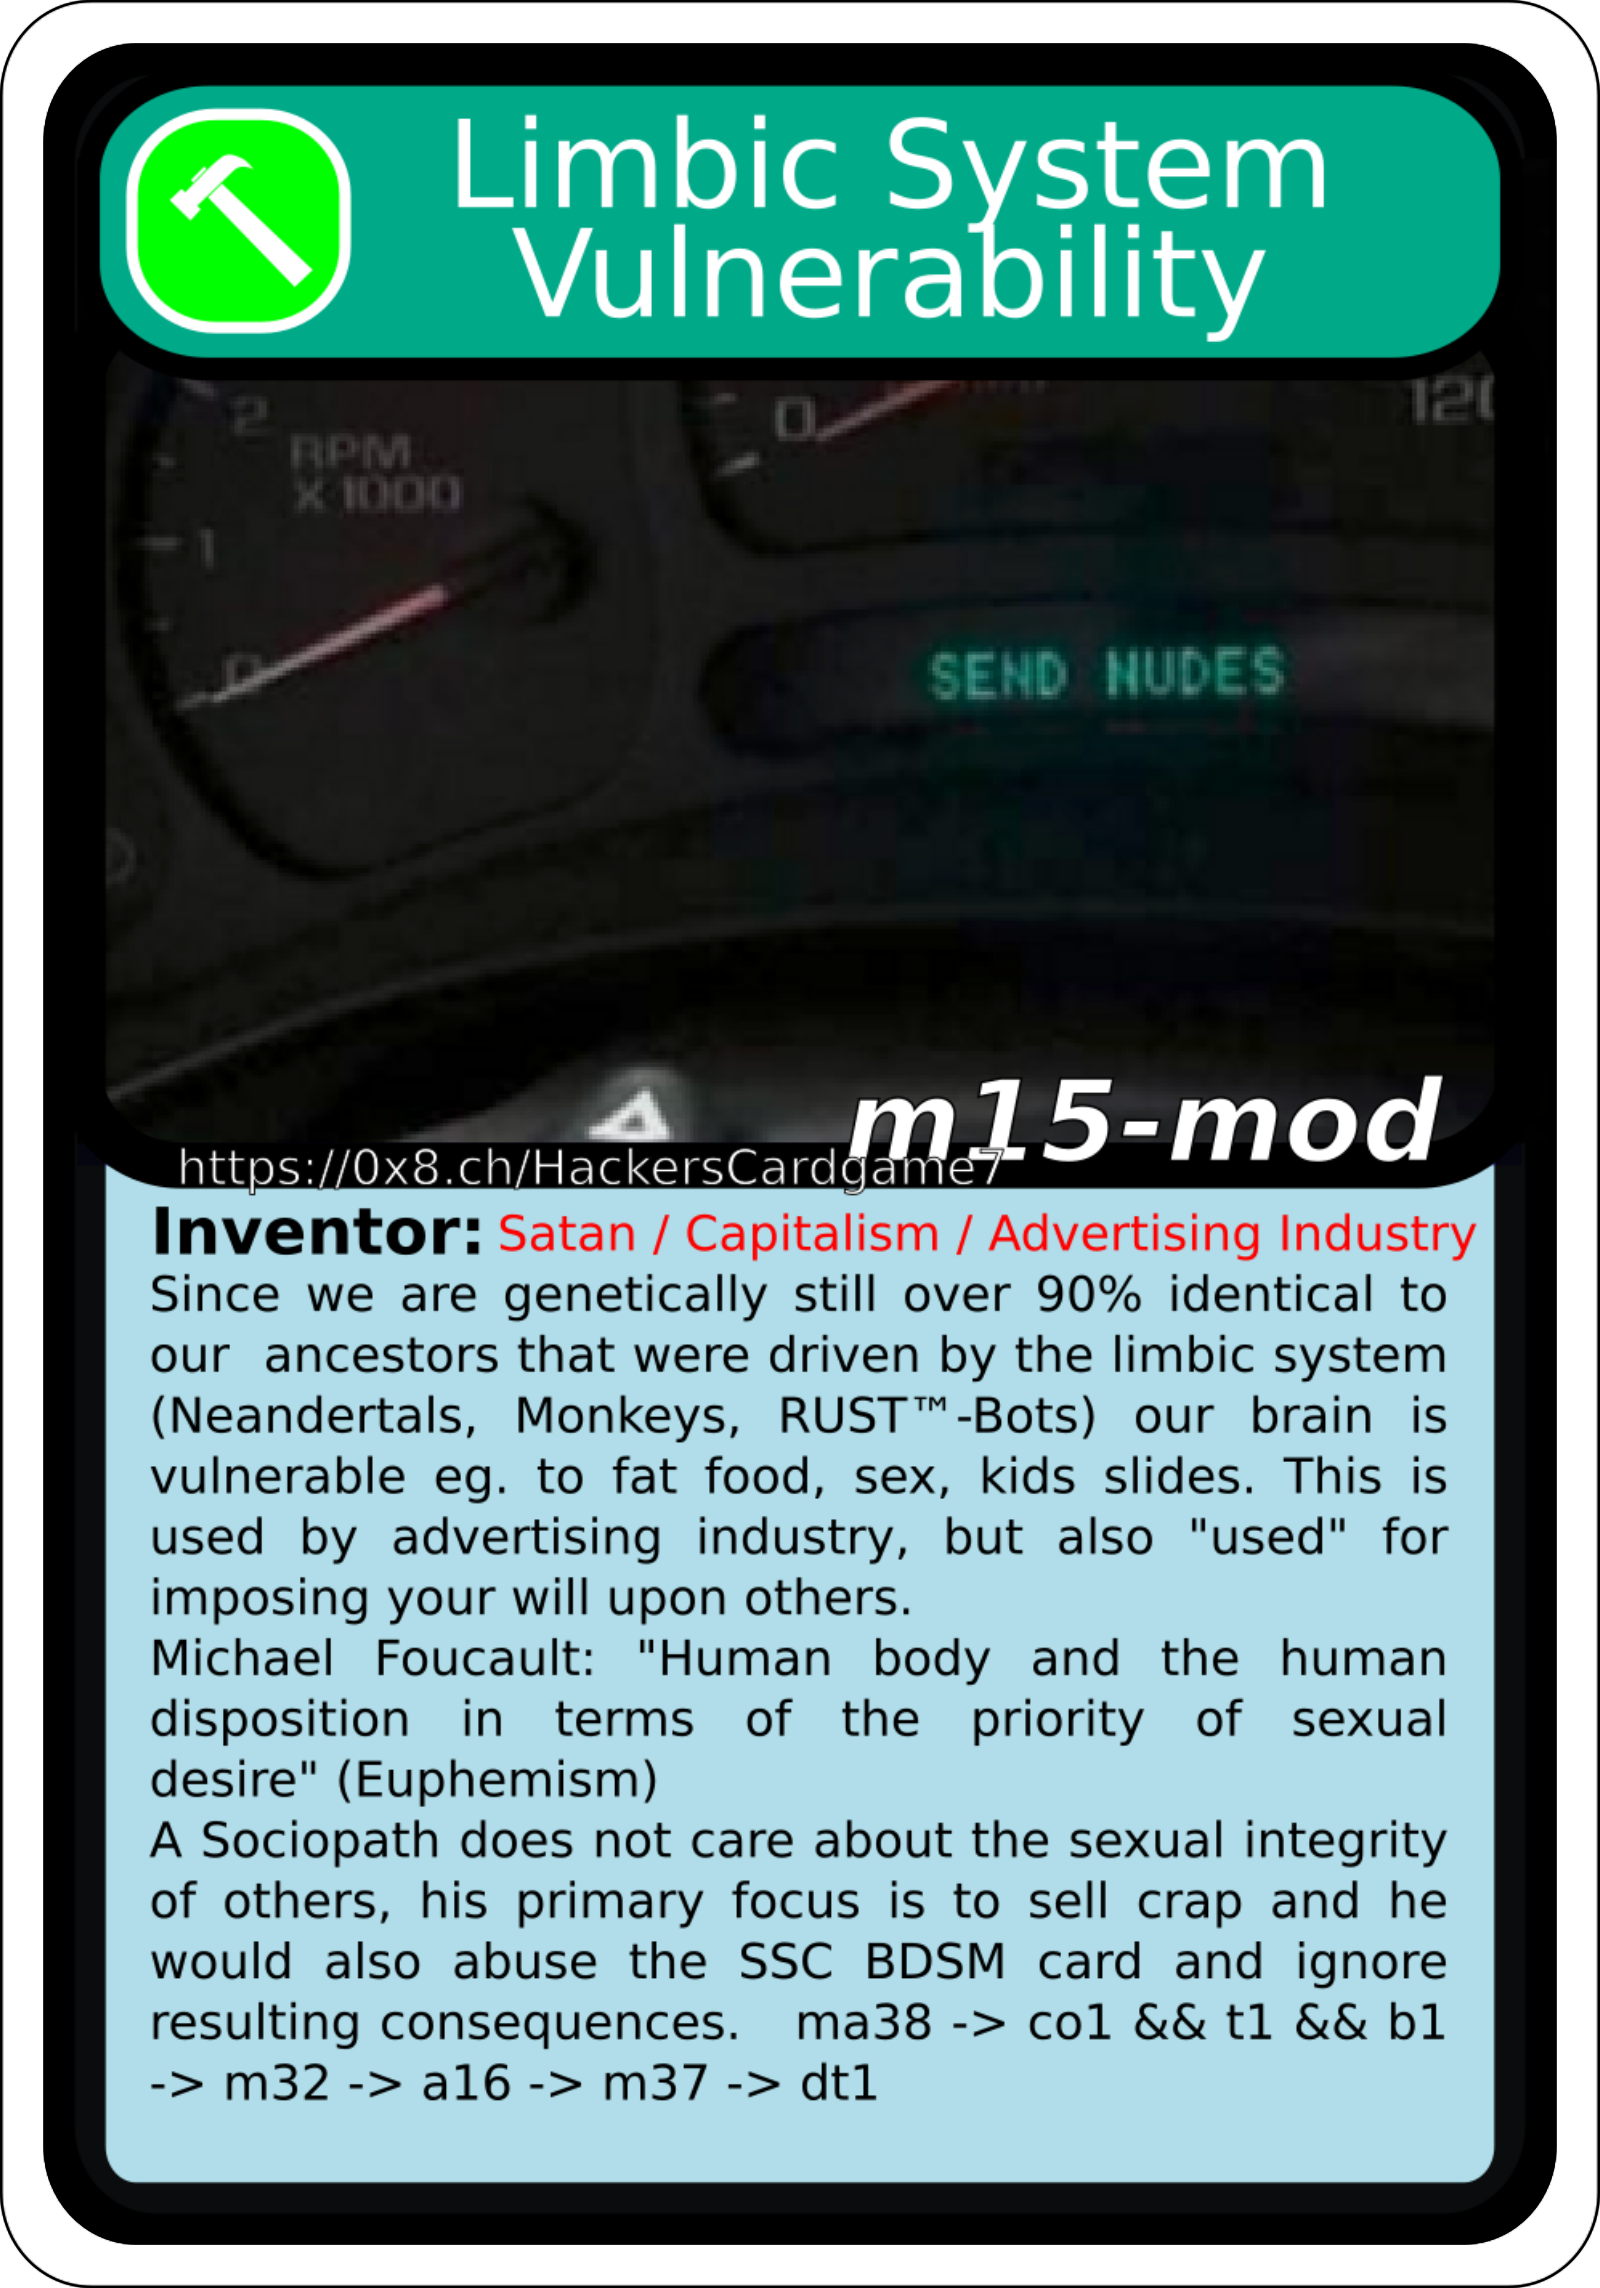 Limbic System
Vulnerability
2
RPM
X 1000
1
0
0
120
SEND NUDES
m15-mod
https://0x8.ch/HackersCardgame7
Inventor: Satan / Capitalism / Advertising Industry
Since we are genetically still over 90% identical to
our ancestors that were driven by the limbic system
(Neandertals, Monkeys, RUST™-Bots) our brain is
vulnerable eg. to fat food, sex, kids slides. This is
used by advertising industry, but also "used" for
imposing your will upon others.
Michael Foucault: "Human body and the human
disposition in terms of the priority of sexual
desire" (Euphemism)
A Sociopath does not care about the sexual integrity
of others, his primary focus is to sell crap and he
would also abuse the SSC BDSM card and ignore
resulting consequences. ma38 -> co1 && t1 && b1
-> m32 -> a16 -> m37 -> dt1